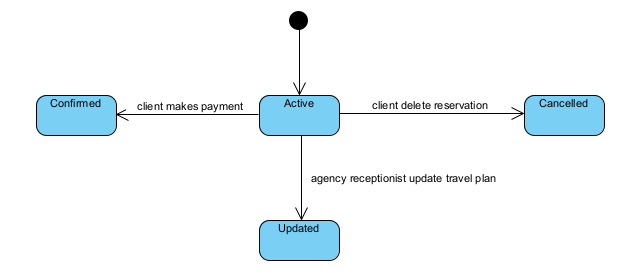 Confirmed
client makes payment
Active
client delete reservation
Cancelled
agency receptionist update travel plan
Updated